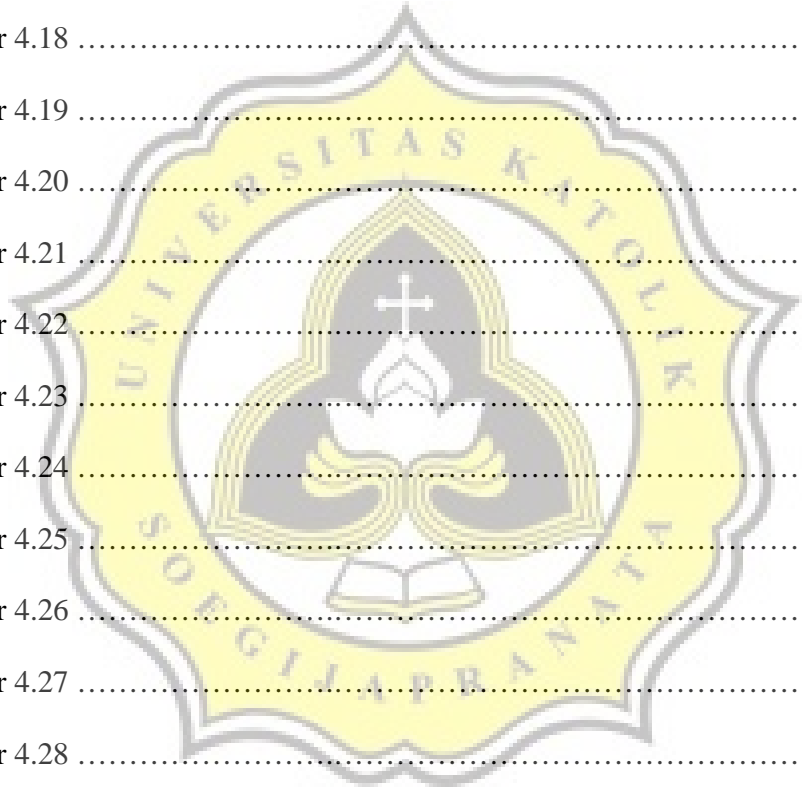 r 4.18 ................................................................................
r 4.19 ................................................................................
r 4.20 ................................................................................
r 4.21 ................................................................................
r 4.22 ................................................................................
r 4.23 ................................................................................
r 4.24 ................................................................................
r 4.25 ................................................................................
r 4.26 ................................................................................
r 4.27 ................................................................................
r 4.28 ................................................................................
UNIVERSITAS KATOLIK
SOEGIJAPRANATA